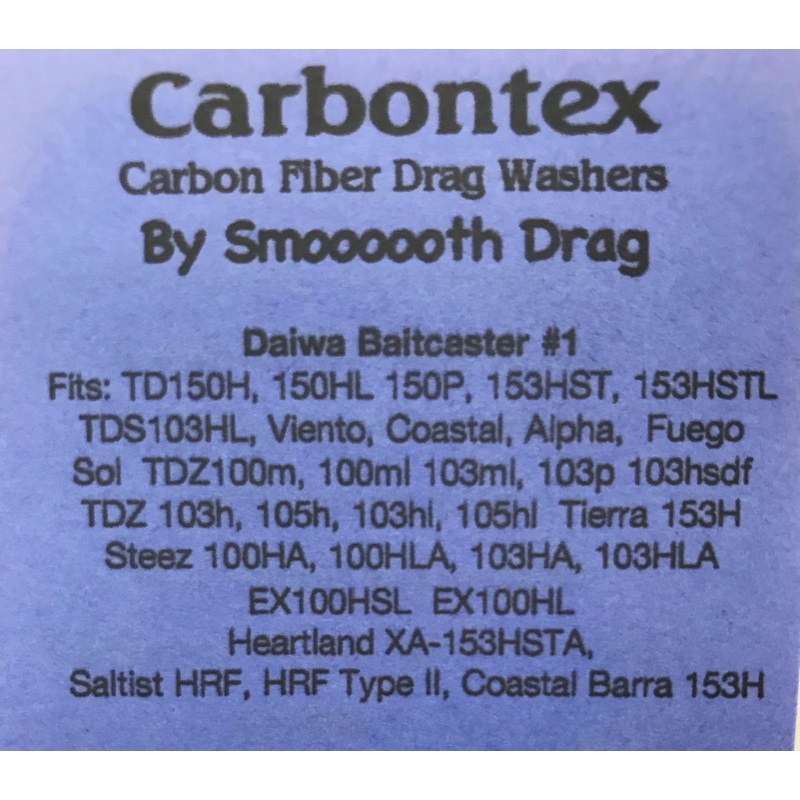 Carbontex
Carbon Fiber Drag Washers
By Smoooooth Drag
Daiwa Baitcaster #1
Fits: TD150H, 150HL 150P, 153HST, 153HSTL
TDS103HL, Viento, Coastal, Alpha, Fuego
Sol TDZ100m, 100ml 103ml, 103p 103hsdf
TDZ 103h, 105h, 103hl, 105hl Tierra 153H
Steez 100HA, 100HLA, 103HA, 103HLA
EX100HSL EX100HL
Heartland XA-153HSTA,
Saltist HRF, HRF Type II, Coastal Barra 153H